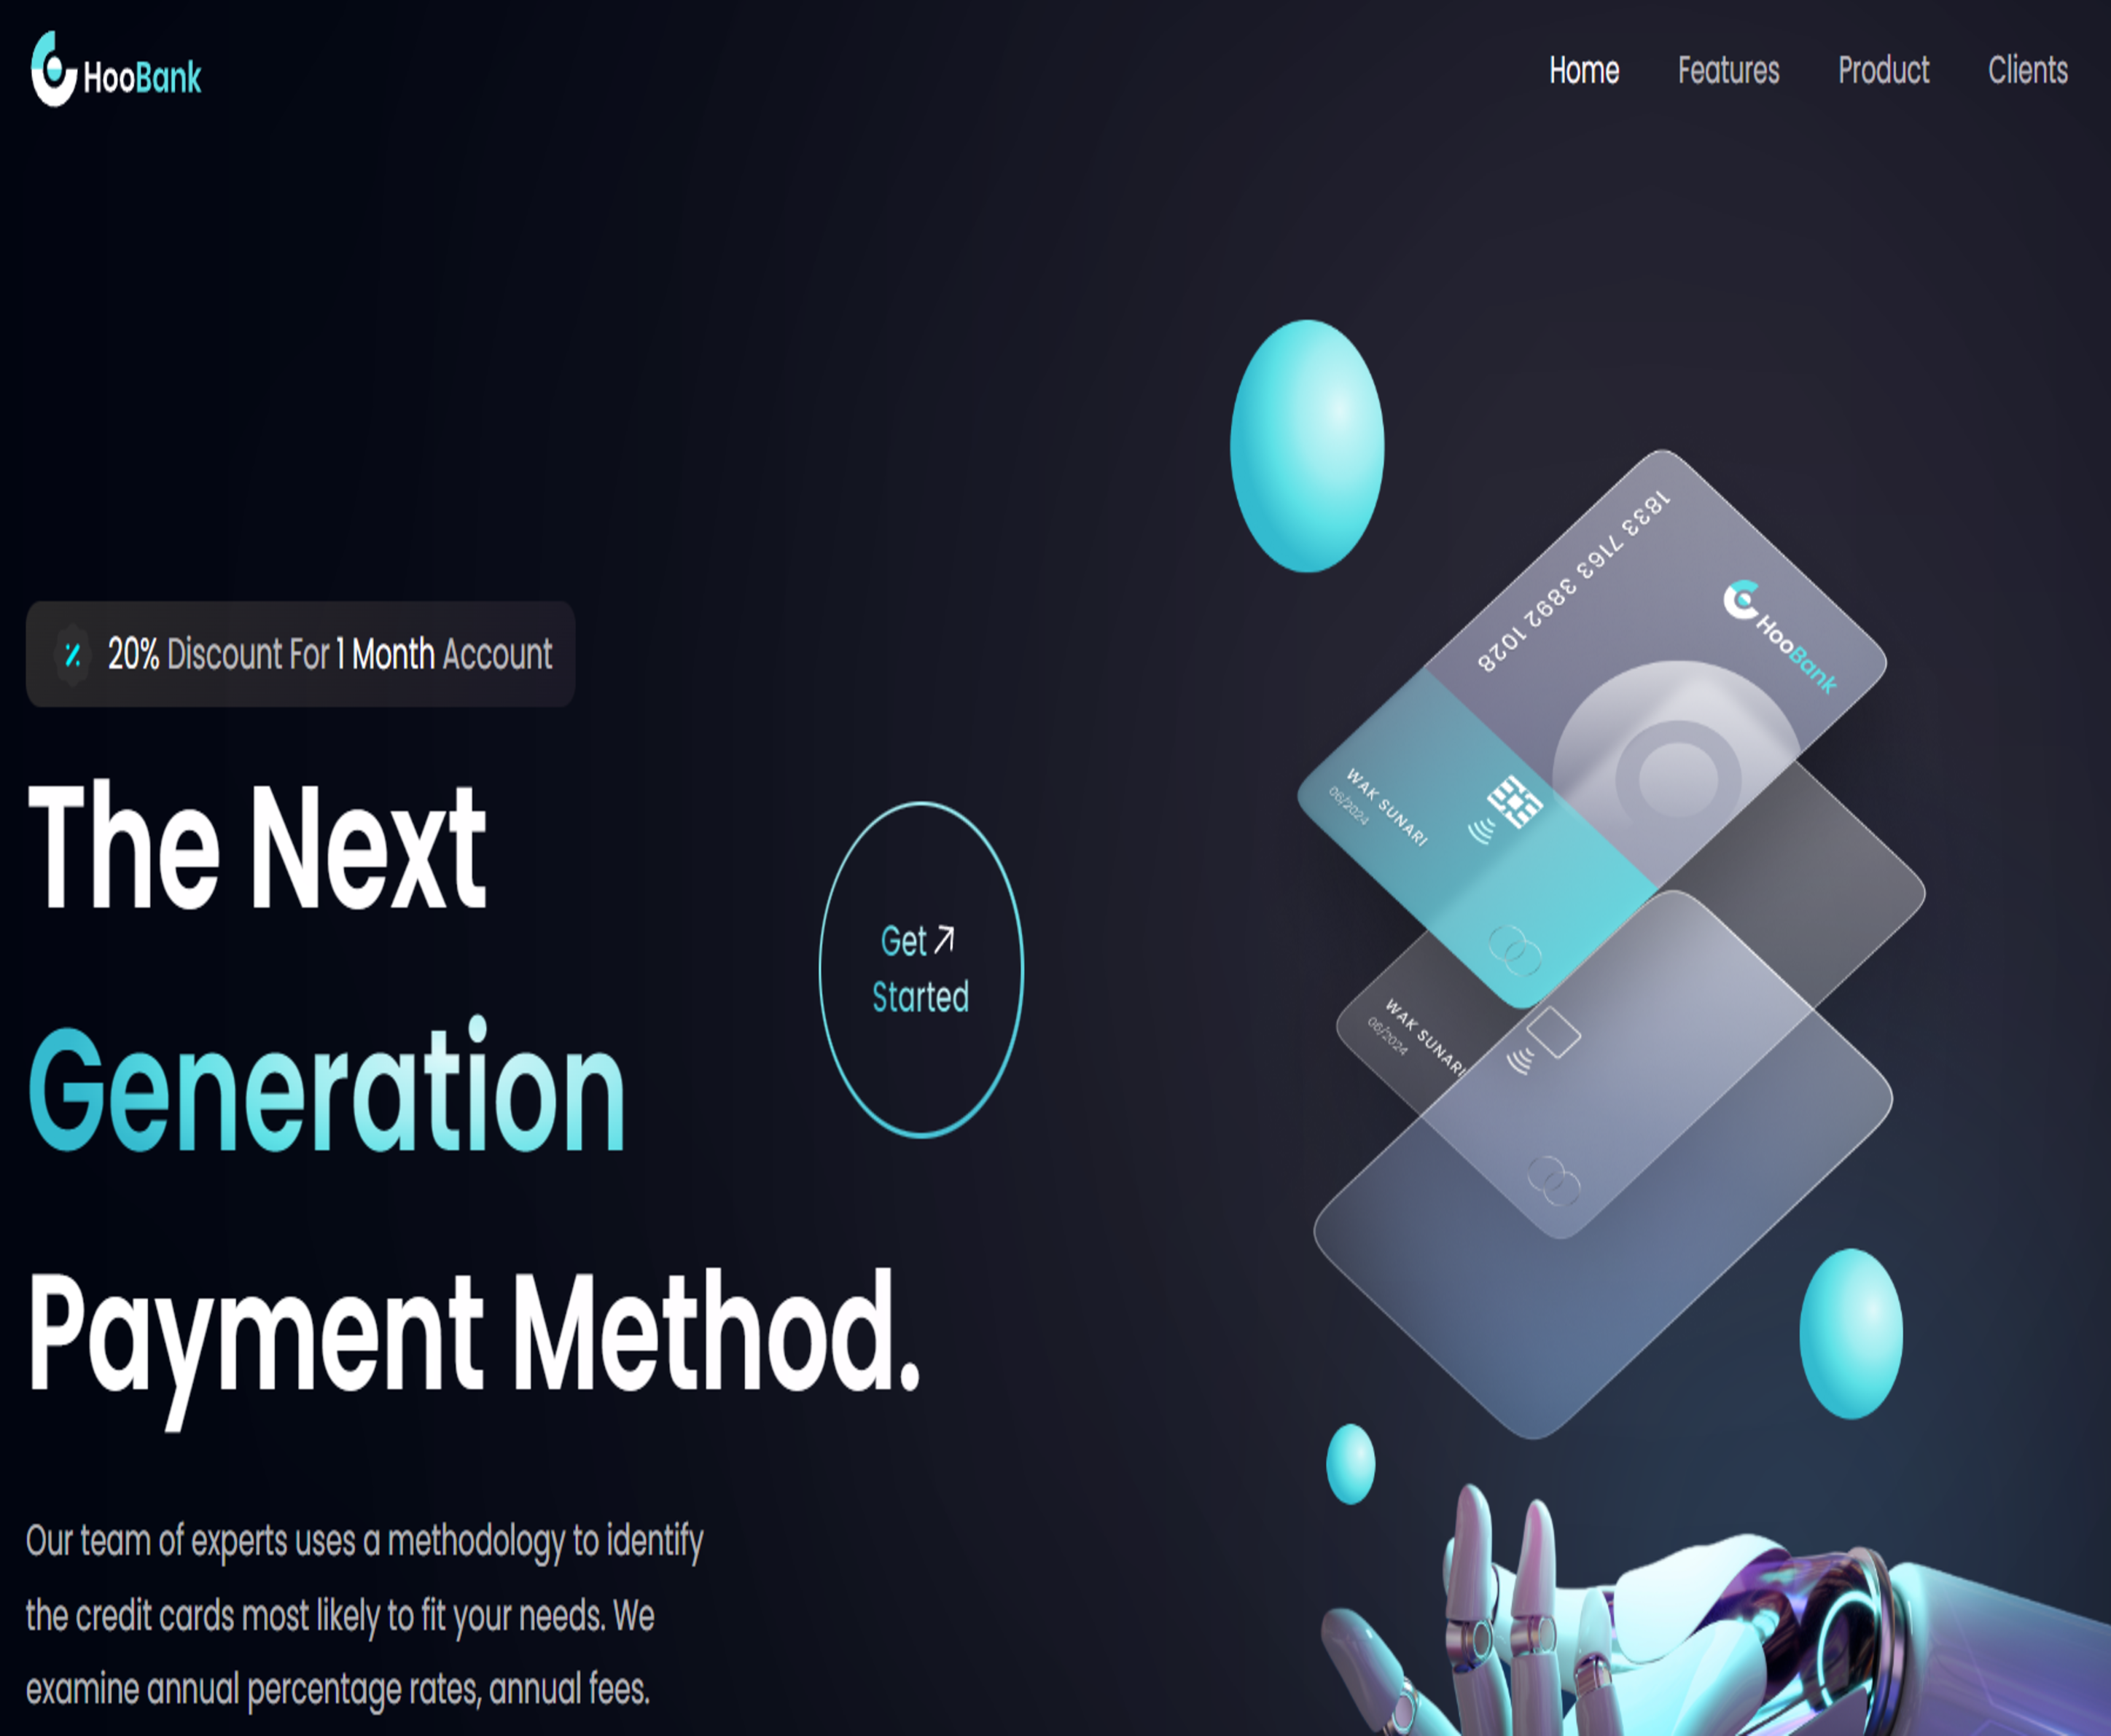 HooBank
Home Features Product Clients
20% Discount For 1 Month Account
The Next
Generation
Payment Method.
Get
Started
Our team of experts uses a methodology to identify
the credit cards most likely to fit your needs. We
examine annual percentage rates, annual fees.
1833 7163 3892 1028
HooBank
WAK SUNARI
06/2024
WAK SUNARI
06/2024